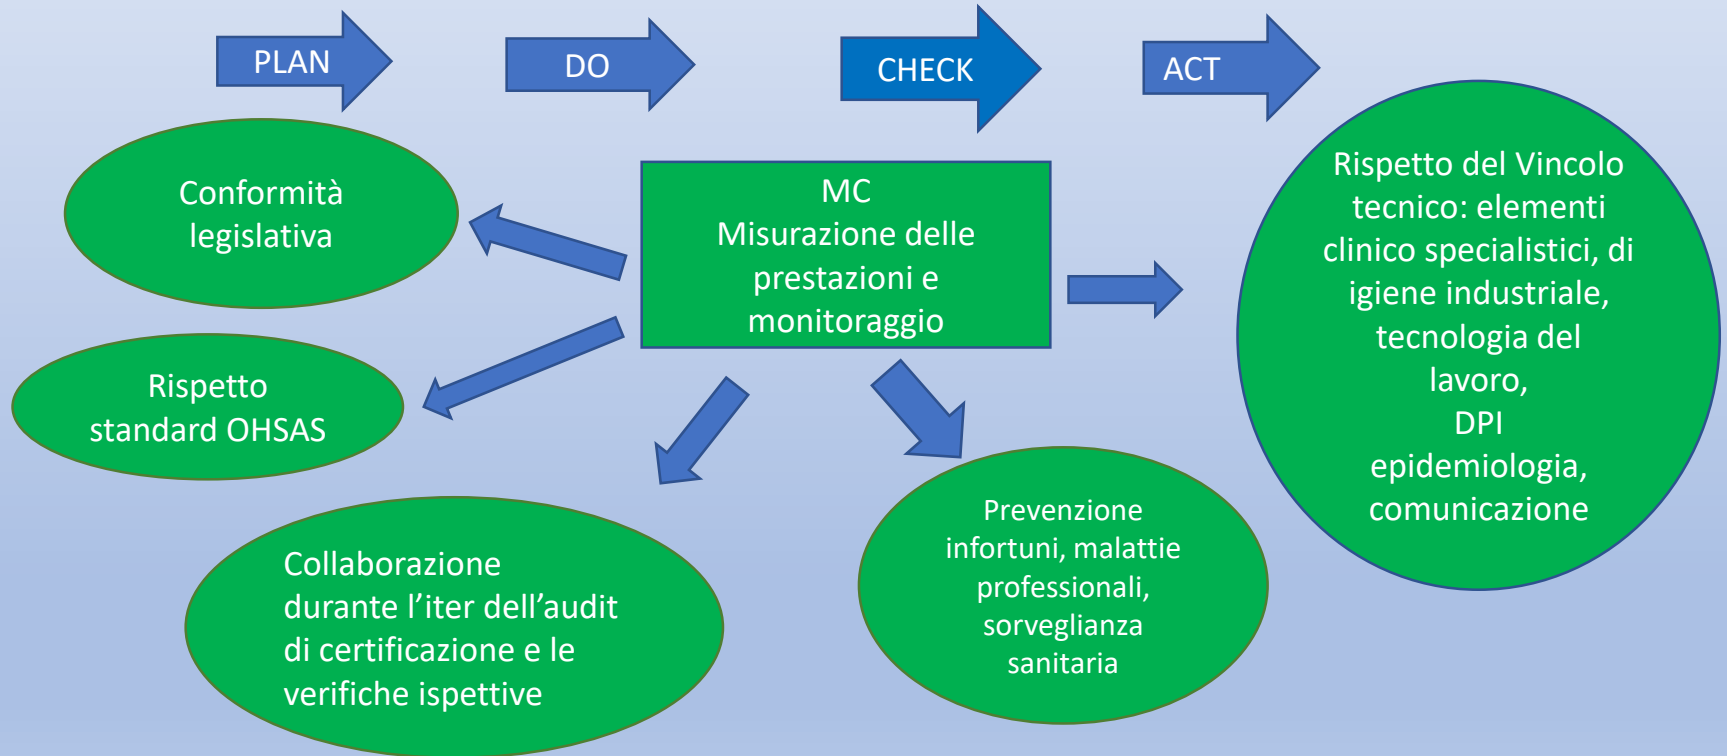 PLAN
DO
CHECK
ACT
Conformità
legislativa
MC
Misurazione delle
prestazioni e
monitoraggio
Rispetto del Vincolo
tecnico: elementi
clinico specialistici, di
igiene industriale,
tecnologia del
lavoro,
DPI
epidemiologia,
comunicazione
Rispetto
standard OHSAS
Collaborazione
durante l’iter dell’audit
di certificazione e le
verifiche ispettive
Prevenzione
infortuni, malattie
professionali,
sorveglianza
sanitaria